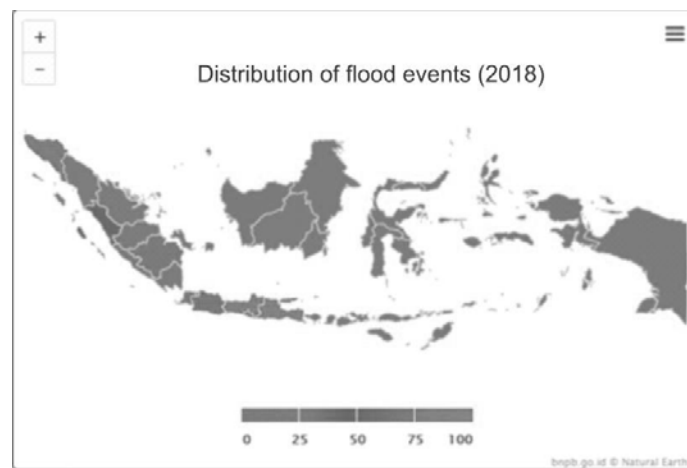 +
−
Distribution of flood events (2018)
0 25 50 75 100
bnpb.go.id © Natural Earth